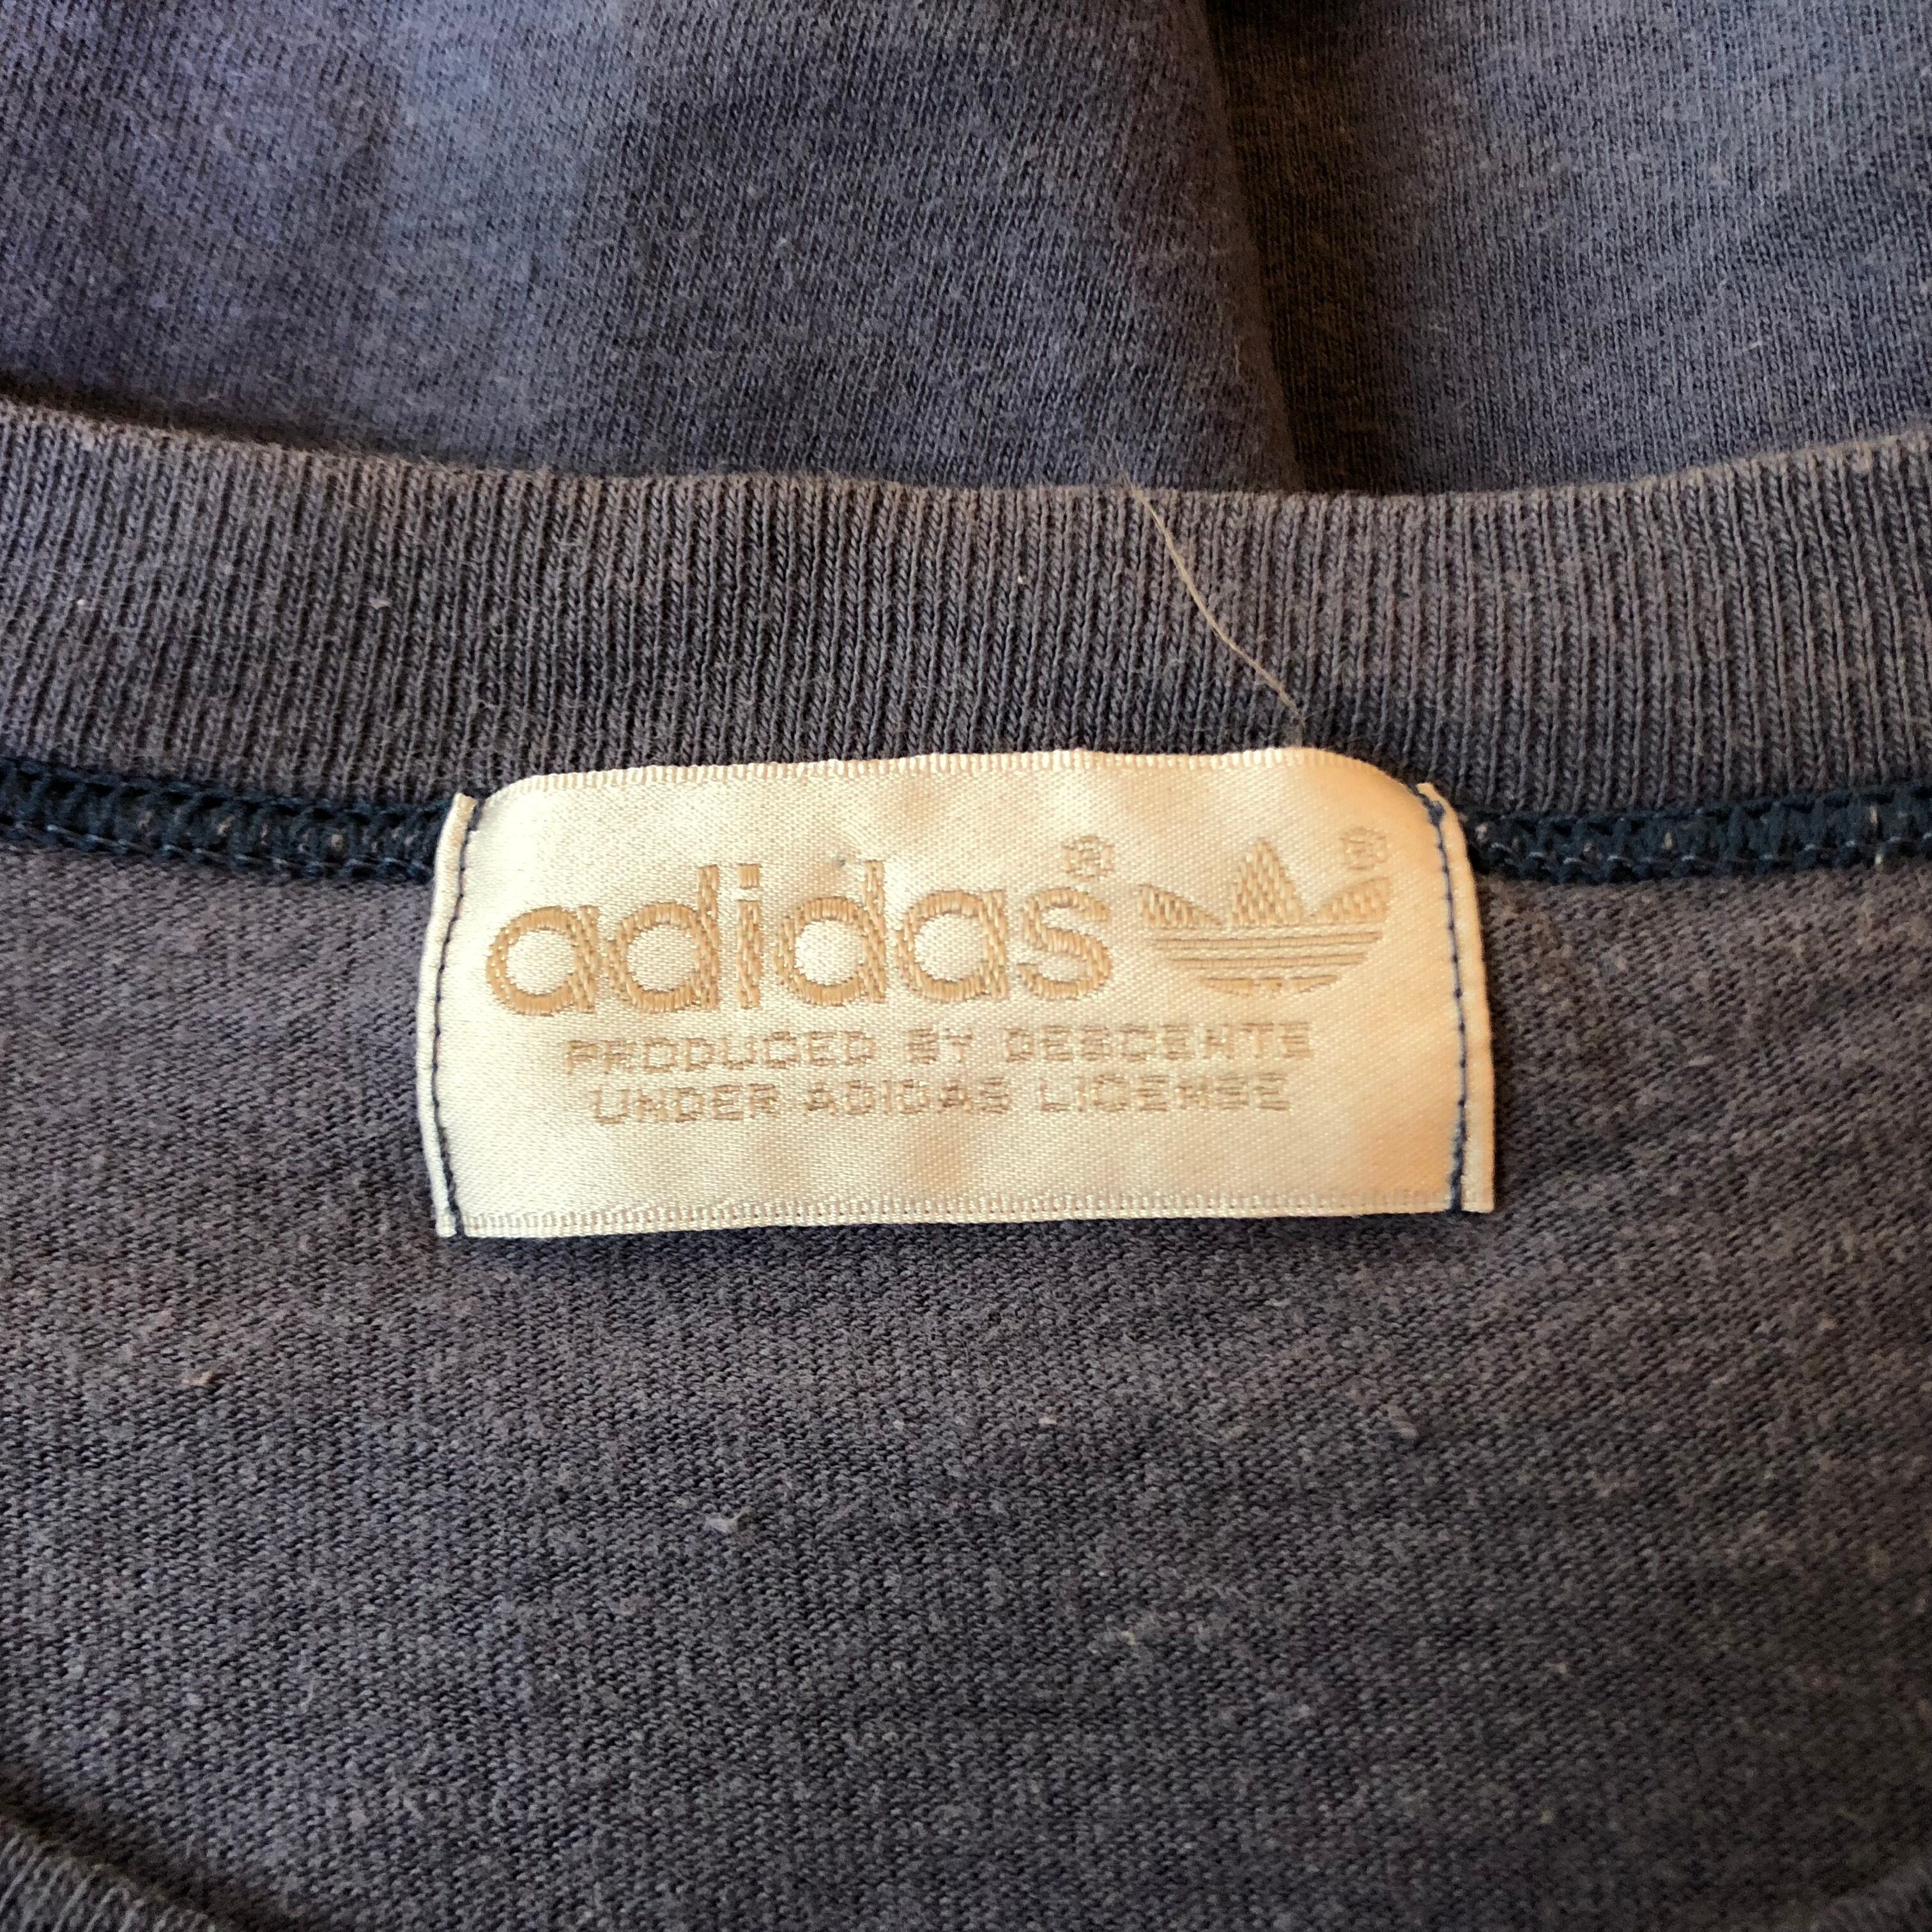 adidas® ®
PRODUCED BY DESCENTE
UNDER ADIDAS LICENSE